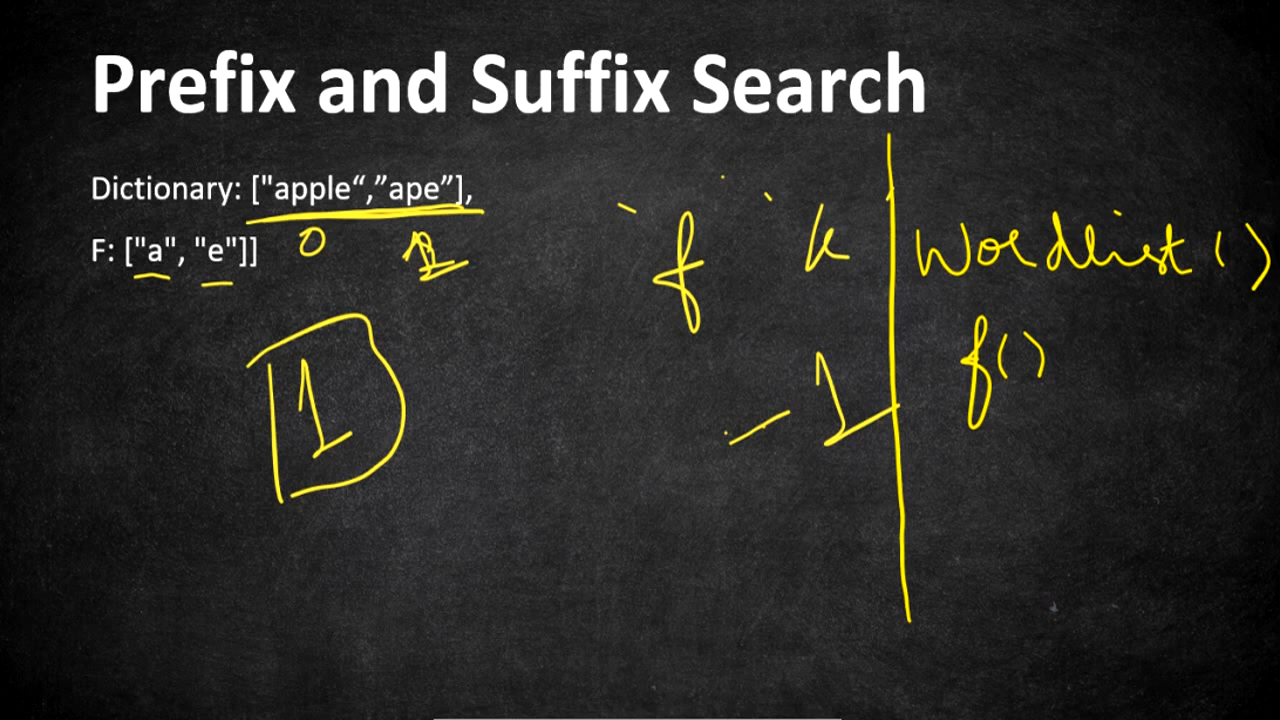 Prefix and Suffix Search
Dictionary: ["apple“,”ape”],
F: ["a", "e"]]
0 1
f k
Wordlist ()
f()
1
- 1